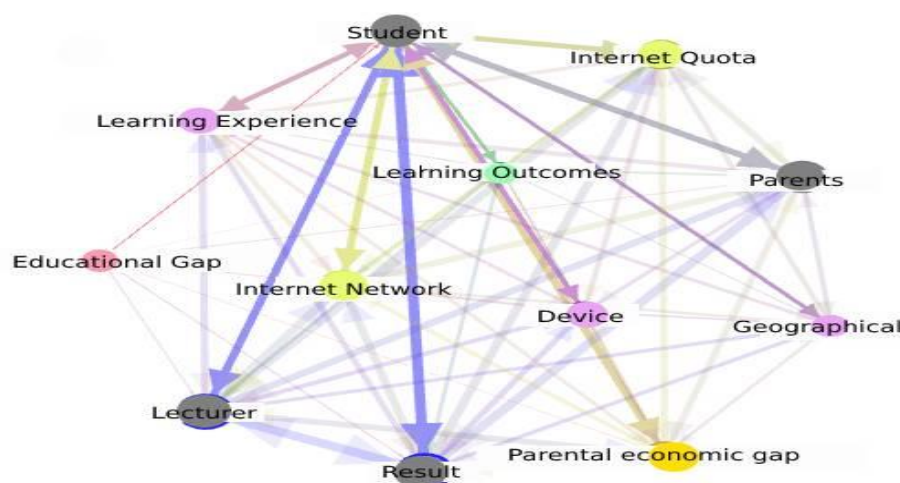 Student
Internet Quota
Learning Experience
Learning Outcomes
Parents
Educational Gap
Internet Network
Device
Geographical
Lecturer
Parental economic gap
Result